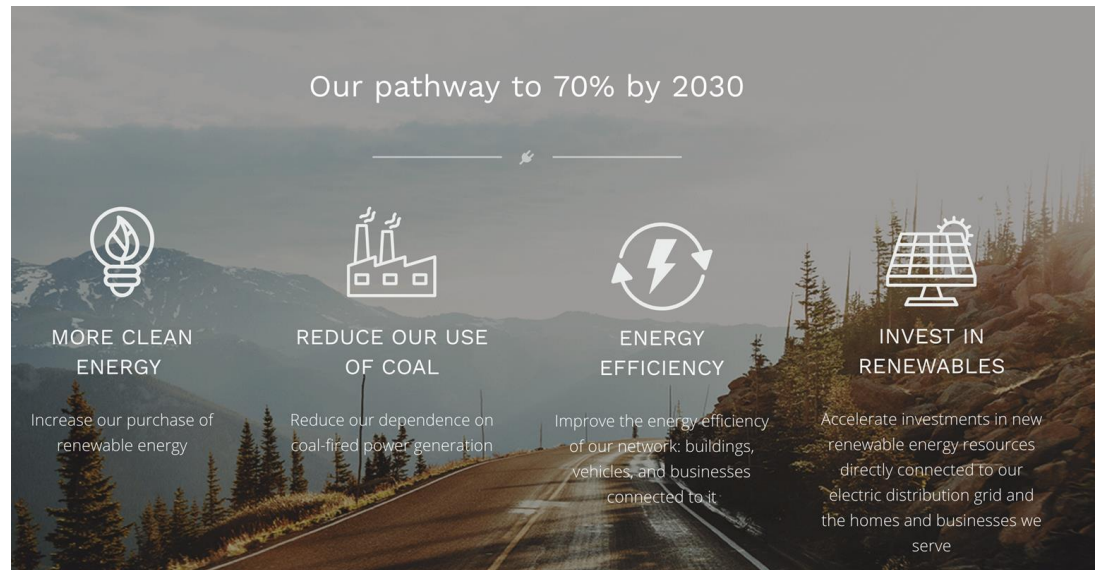 Our pathway to 70% by 2030
MORE CLEAN
ENERGY
Increase our purchase of
renewable energy
REDUCE OUR USE
OF COAL
Reduce our dependence on
coal-fired power generation
ENERGY
EFFICIENCY
Improve the energy efficiency
of our network: buildings,
vehicles, and businesses
connected to it
INVEST IN
RENEWABLES
Accelerate investments in new
renewable energy resources
directly connected to our
electric distribution grid and
the homes and businesses we
serve